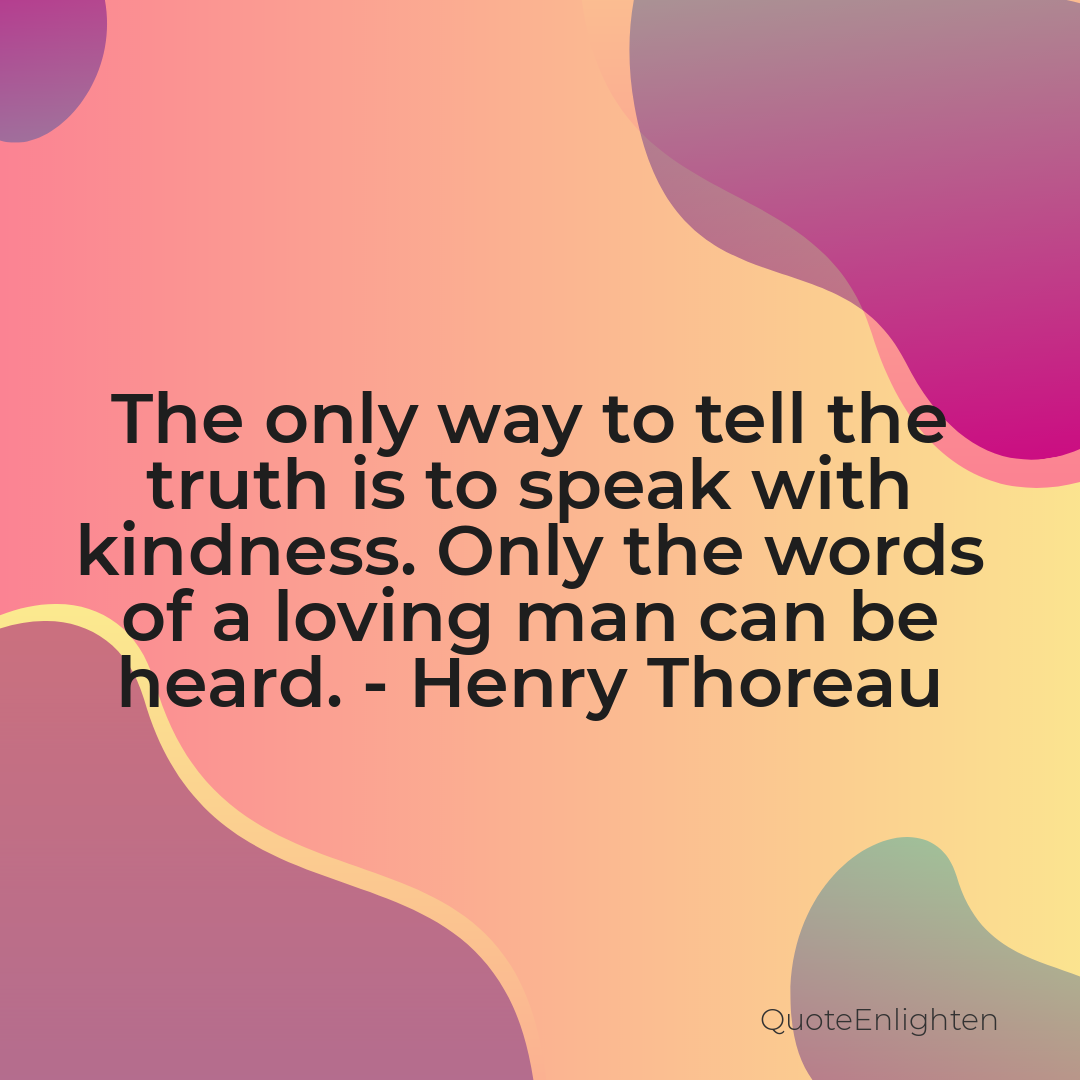 The only way to tell the
truth is to speak with
kindness. Only the words
of a loving man can be
heard. - Henry Thoreau
QuoteEnlighten